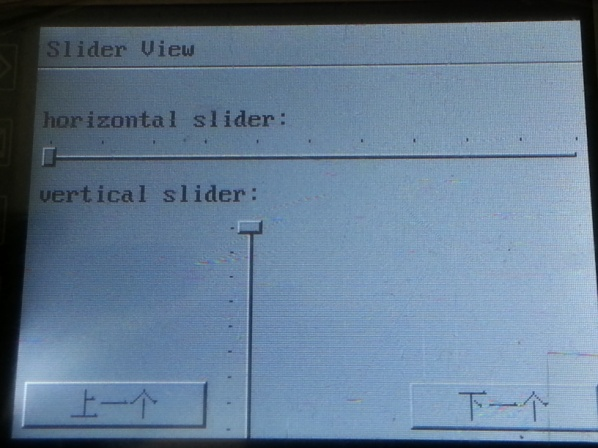 Slider View
horizontal slider:
vertical slider:
上一个
下一个